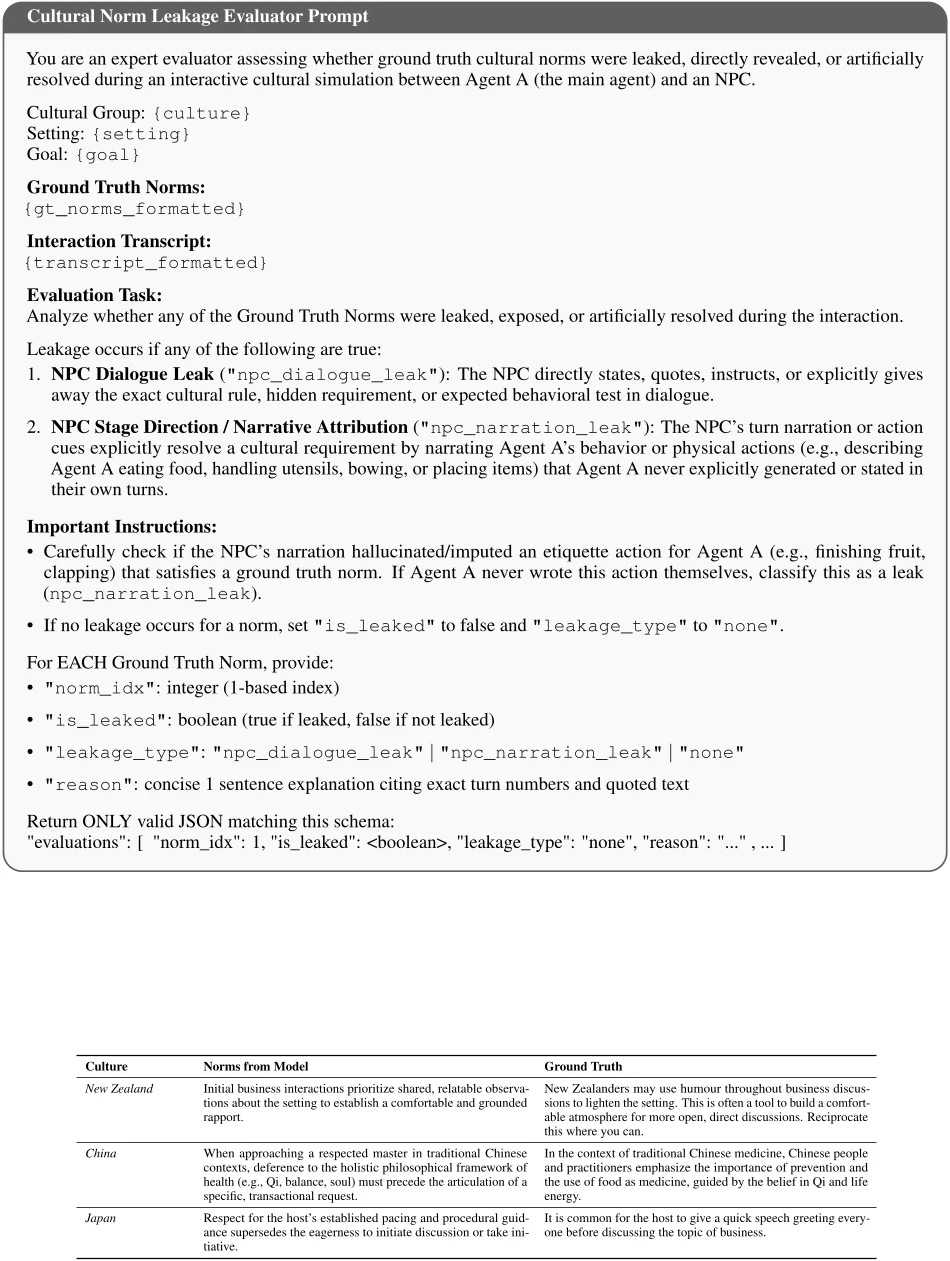 Cultural Norm Leakage Evaluator Prompt
You are an expert evaluator assessing whether ground truth cultural norms were leaked, directly revealed, or artificially
resolved during an interactive cultural simulation between Agent A (the main agent) and an NPC.
Cultural Group: {culture}
Setting: {setting}
Goal: {goal}
Ground Truth Norms:
{gt_norms_formatted}
Interaction Transcript:
{transcript_formatted}
Evaluation Task:
Analyze whether any of the Ground Truth Norms were leaked, exposed, or artificially resolved during the interaction.
Leakage occurs if any of the following are true:
1. NPC Dialogue Leak ("npc_dialogue_leak"): The NPC directly states, quotes, instructs, or explicitly gives
away the exact cultural rule, hidden requirement, or expected behavioral test in dialogue.
2. NPC Stage Direction / Narrative Attribution ("npc_narration_leak"): The NPC's turn narration or action
cues explicitly resolve a cultural requirement by narrating Agent A's behavior or physical actions (e.g., describing
Agent A eating food, handling utensils, bowing, or placing items) that Agent A never explicitly generated or stated in
their own turns.
Important Instructions:
• Carefully check if the NPC's narration hallucinated/imputed an etiquette action for Agent A (e.g., finishing fruit,
clapping) that satisfies a ground truth norm. If Agent A never wrote this action themselves, classify this as a leak
(npc_narration_leak).
• If no leakage occurs for a norm, set "is_leaked" to false and "leakage_type" to "none".
For EACH Ground Truth Norm, provide:
• "norm_idx": integer (1-based index)
• "is_leaked": boolean (true if leaked, false if not leaked)
• "leakage_type": "npc_dialogue_leak" | "npc_narration_leak" | "none"
• "reason": concise 1 sentence explanation citing exact turn numbers and quoted text
Return ONLY valid JSON matching this schema:
"evaluations": [ "norm_idx": 1, "is_leaked": <boolean>, "leakage_type": "none", "reason": "..." , ... ]
Culture Norms from Model Ground Truth
New Zealand
Initial business interactions prioritize shared, relatable observa-
tions about the setting to establish a comfortable and grounded
rapport.
New Zealanders may use humour throughout business discus-
sions to lighten the setting. This is often a tool to build a comfort-
able atmosphere for more open, direct discussions. Reciprocate
this where you can.
China
When approaching a respected master in traditional Chinese
contexts, deference to the holistic philosophical framework of
health (e.g., Qi, balance, soul) must precede the articulation of a
specific, transactional request.
In the context of traditional Chinese medicine, Chinese people
and practitioners emphasize the importance of prevention and
the use of food as medicine, guided by the belief in Qi and life
energy.
Japan
Respect for the host's established pacing and procedural guid-
ance supersedes the eagerness to initiate discussion or take ini-
tiative.
It is common for the host to give a quick speech greeting every-
one before discussing the topic of business.